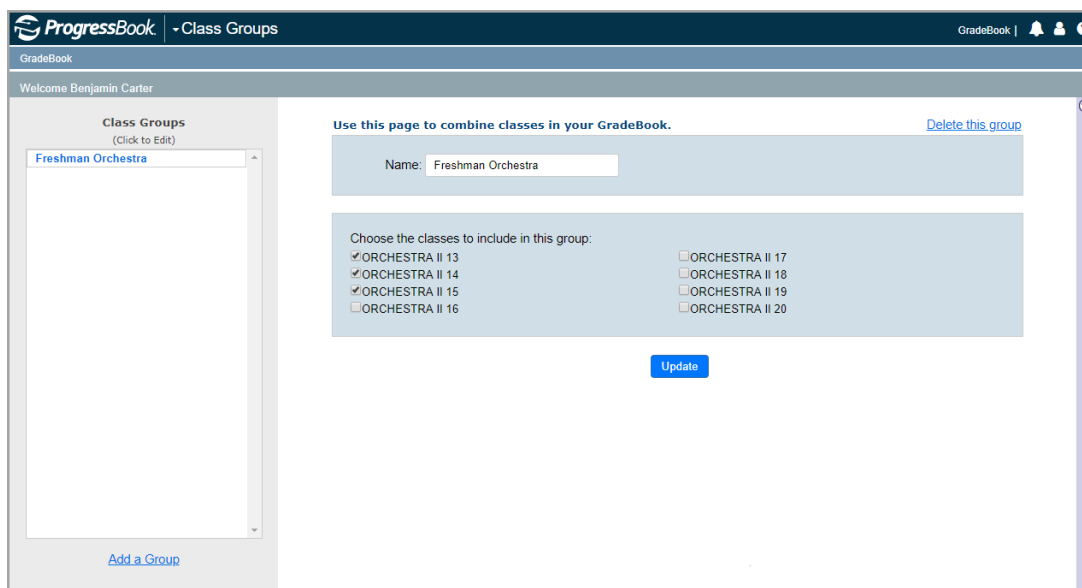 ProgressBook Class Groups GradeBook |
GradeBook
Welcome Benjamin Carter
Class Groups
(Click to Edit)
Freshman Orchestra
Add a Group
Use this page to combine classes in your GradeBook. Delete this group
Name: Freshman Orchestra
Choose the classes to include in this group:
ORCHESTRA II 13 ORCHESTRA II 17
ORCHESTRA II 14 ORCHESTRA II 18
ORCHESTRA II 15 ORCHESTRA II 19
ORCHESTRA II 16 ORCHESTRA II 20
Update